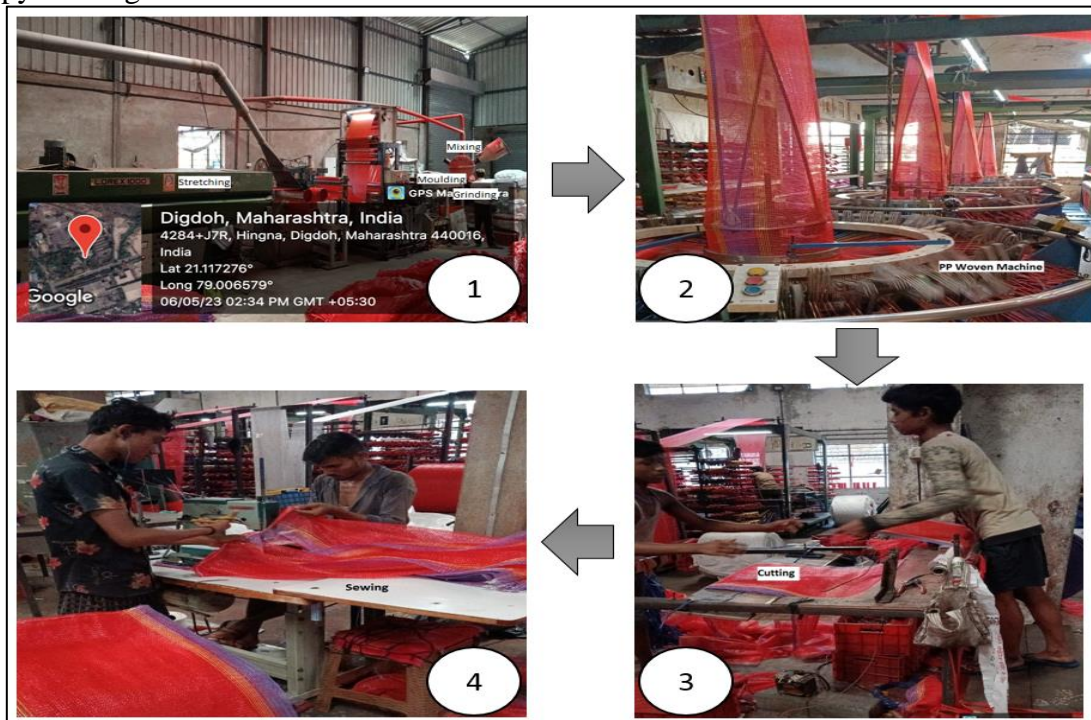 Mixing
Moulding
Stretching
GPS Ma
Grinding
ra
Digdoh, Maharashtra, India
4284+J7R, Hingna, Digdoh, Maharashtra 440016,
India
Lat 21.117276°
Long 79.006579°
06/05/23 02:34 PM GMT +05:30
Google
1
PP Woven Machine
2
Sewing
4
Cutting
3